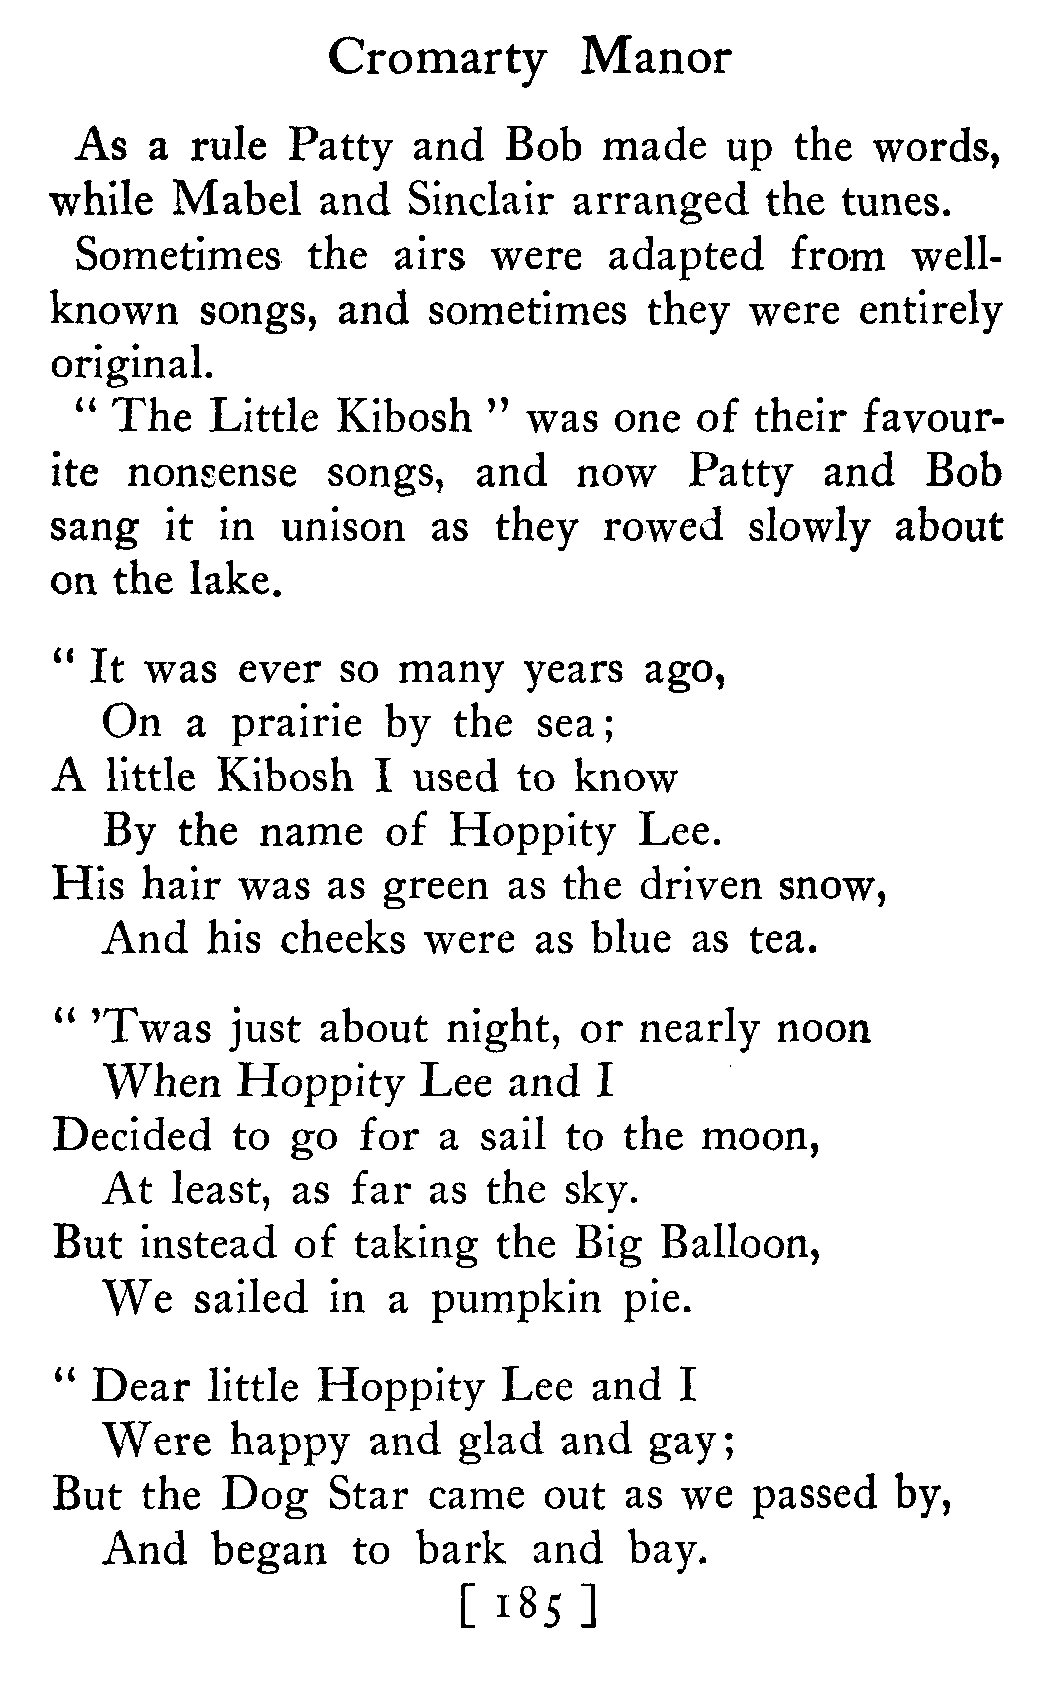 Cromarty Manor
As a rule Patty and Bob made up the words,
while Mabel and Sinclair arranged the tunes.
Sometimes the airs were adapted from well-
known songs, and sometimes they were entirely
original.
“ The Little Kibosh ” was one of their favour-
ite nonsense songs, and now Patty and Bob
sang it in unison as they rowed slowly about
on the lake.
“ It was ever so many years ago,
On a prairie by the sea;
A little Kibosh I used to know
By the name of Hoppity Lee.
His hair was as green as the driven snow,
And his cheeks were as blue as tea.
“ ’Twas just about night, or nearly noon
When Hoppity Lee and I
Decided to go for a sail to the moon,
At least, as far as the sky.
But instead of taking the Big Balloon,
We sailed in a pumpkin pie.
“ Dear little Hoppity Lee and I
Were happy and glad and gay;
But the Dog Star came out as we passed by,
And began to bark and bay.
[ 185 ]